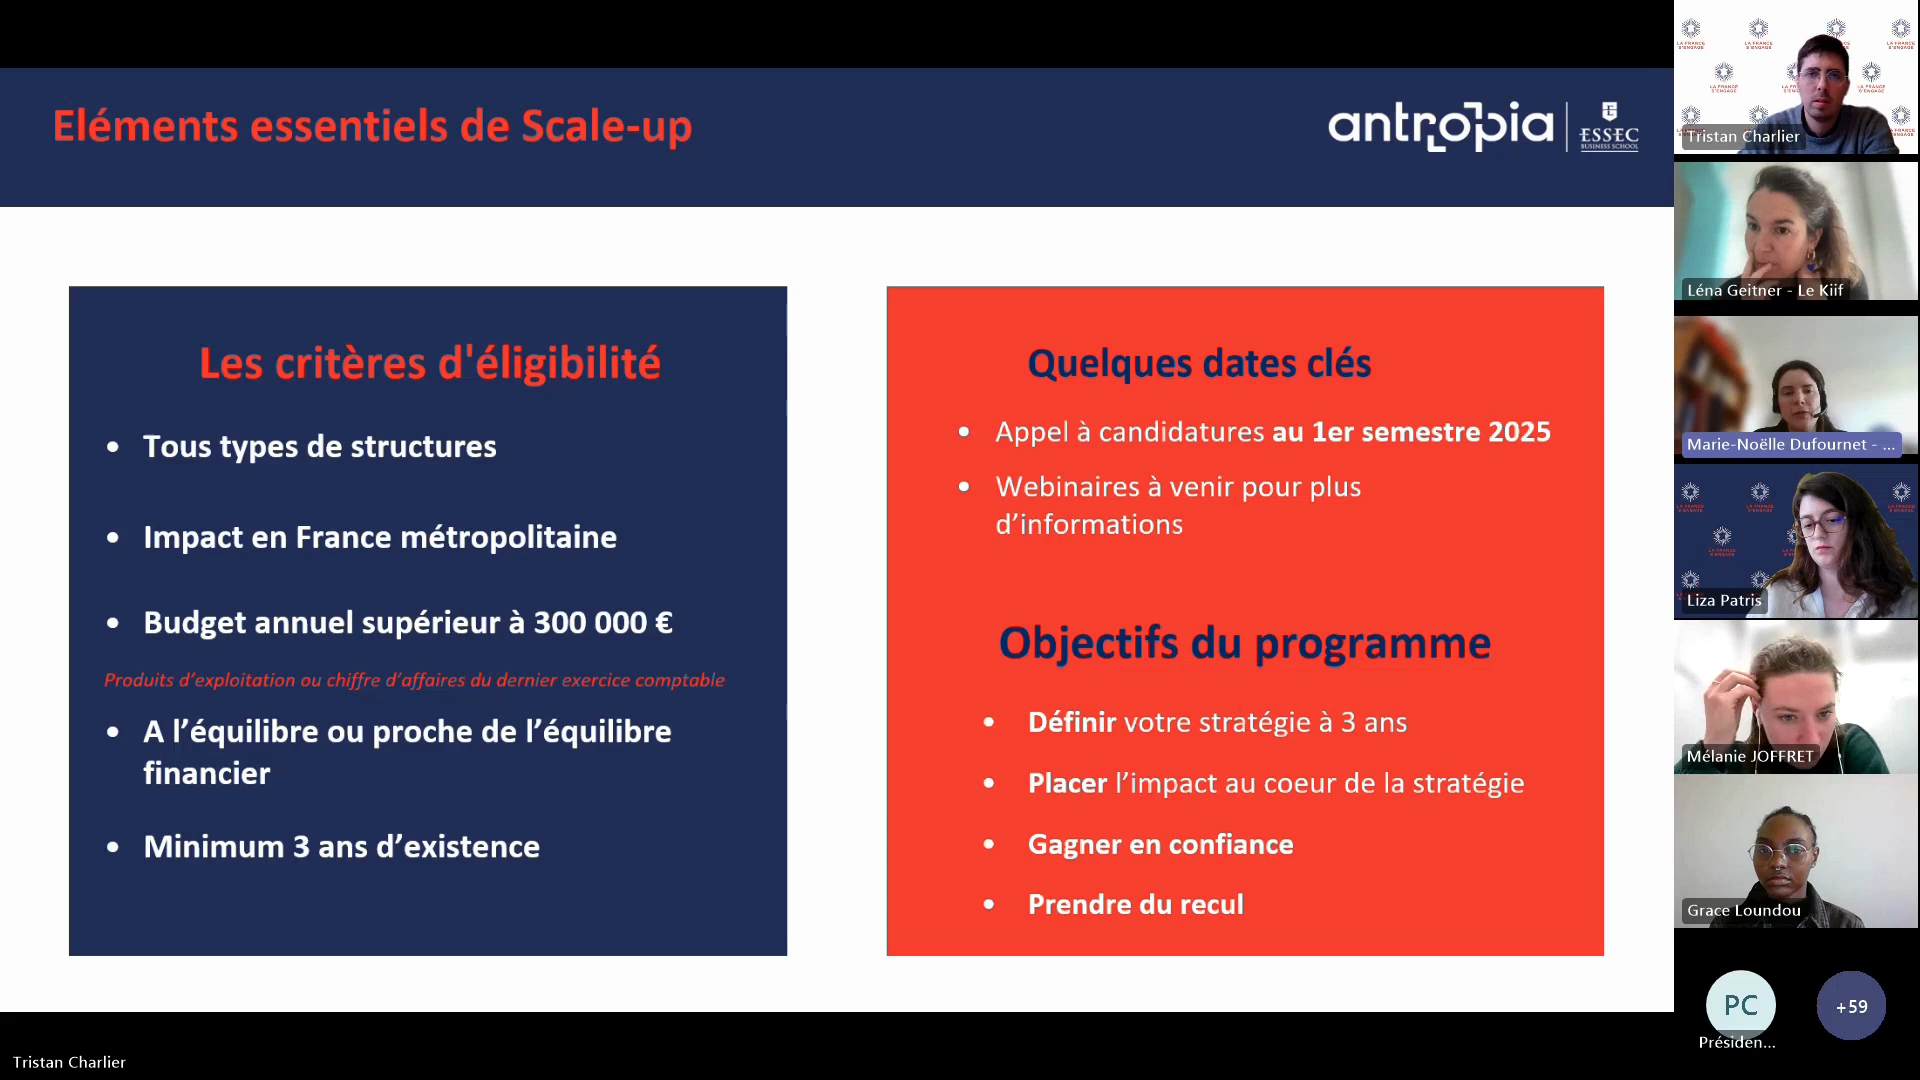 Eléments essentiels de Scale-up
antropia
ESSEC
BUSINESS SCHOOL
Les critères d'éligibilité
• Tous types de structures
• Impact en France métropolitaine
• Budget annuel supérieur à 300 000 €
Produits d’exploitation ou chiffre d’affaires du dernier exercice comptable
• A l’équilibre ou proche de l’équilibre
financier
• Minimum 3 ans d’existence
Quelques dates clés
• Appel à candidatures au 1er semestre 2025
• Webinaires à venir pour plus
d’informations
Objectifs du programme
• Définir votre stratégie à 3 ans
• Placer l’impact au coeur de la stratégie
• Gagner en confiance
• Prendre du recul
LA FRANCE
S'ENGAGE
Tristan Charlier
Léna Geitner - Le Kiif
Marie-Noëlle Dufournet - ...
Liza Patris
Mélanie JOFFRET
Grace Loundou
PC
Présiden...
+59
Tristan Charlier